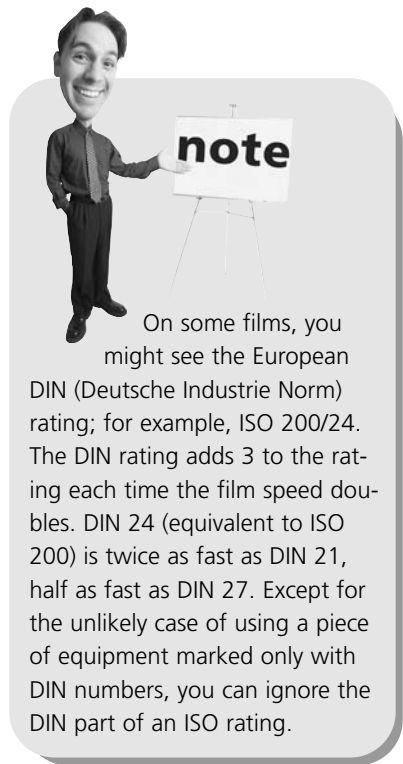 note
On some films, you
might see the European
DIN (Deutsche Industrie Norm)
rating; for example, ISO 200/24.
The DIN rating adds 3 to the rat-
ing each time the film speed dou-
bles. DIN 24 (equivalent to ISO
200) is twice as fast as DIN 21,
half as fast as DIN 27. Except for
the unlikely case of using a piece
of equipment marked only with
DIN numbers, you can ignore the
DIN part of an ISO rating.